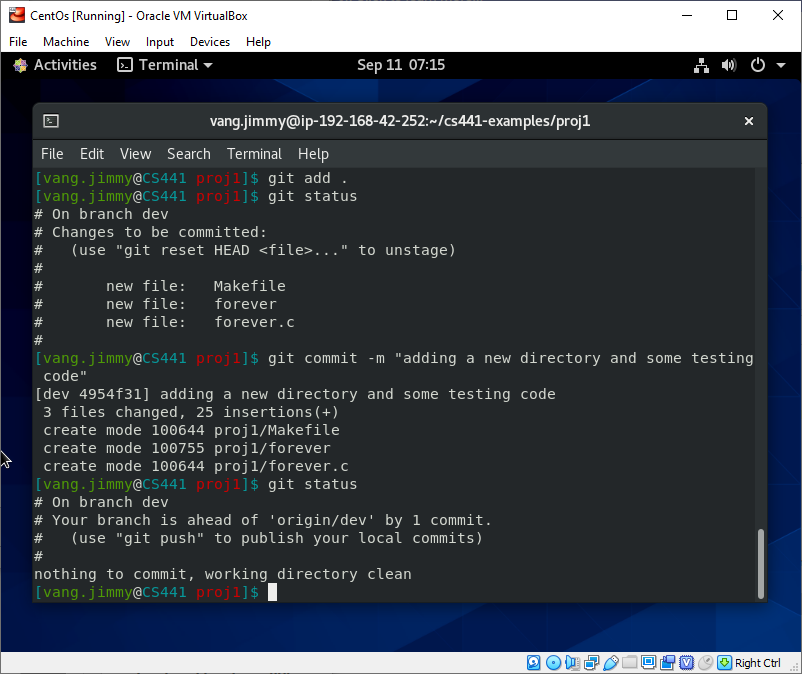 CentOs [Running] - Oracle VM VirtualBox
File Machine View Input Devices Help
Activities Terminal Sep 11 07:15
vang.jimmy@ip-192-168-42-252:~/cs441-examples/proj1
File Edit View Search Terminal Help
[vang.jimmy@CS441 proj1]$ git add .
[vang.jimmy@CS441 proj1]$ git status
# On branch dev
# Changes to be committed:
#   (use "git reset HEAD <file>..." to unstage)
#
#       new file:   Makefile
#       new file:   forever
#       new file:   forever.c
#
[vang.jimmy@CS441 proj1]$ git commit -m "adding a new directory and some testing
 code"
[dev 4954f31] adding a new directory and some testing code
 3 files changed, 25 insertions(+)
 create mode 100644 proj1/Makefile
 create mode 100755 proj1/forever
 create mode 100644 proj1/forever.c
[vang.jimmy@CS441 proj1]$ git status
# On branch dev
# Your branch is ahead of 'origin/dev' by 1 commit.
#   (use "git push" to publish your local commits)
#
nothing to commit, working directory clean
[vang.jimmy@CS441 proj1]$
Right Ctrl